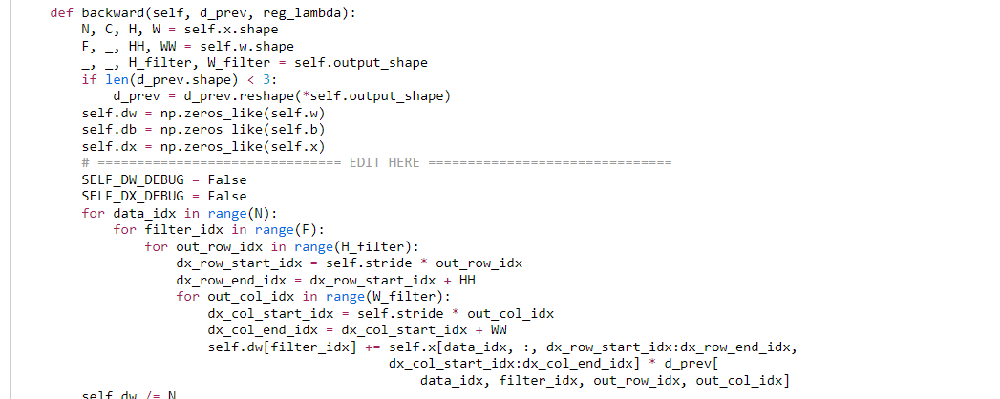 def backward(self, d_prev, reg_lambda):
    N, C, H, W = self.x.shape
    F, _, HH, WW = self.w.shape
    _, _, H_filter, W_filter = self.output_shape
    if len(d_prev.shape) < 3:
        d_prev = d_prev.reshape(*self.output_shape)
    self.dw = np.zeros_like(self.w)
    self.db = np.zeros_like(self.b)
    self.dx = np.zeros_like(self.x)
    # =============================== EDIT HERE ===============================
    SELF_DW_DEBUG = False
    SELF_DX_DEBUG = False
    for data_idx in range(N):
        for filter_idx in range(F):
            for out_row_idx in range(H_filter):
                dx_row_start_idx = self.stride * out_row_idx
                dx_row_end_idx = dx_row_start_idx + HH
                for out_col_idx in range(W_filter):
                    dx_col_start_idx = self.stride * out_col_idx
                    dx_col_end_idx = dx_col_start_idx + WW
                    self.dw[filter_idx] += self.x[data_idx, :, dx_row_start_idx:dx_row_end_idx,
                                           dx_col_start_idx:dx_col_end_idx] * d_prev[
                                               data_idx, filter_idx, out_row_idx, out_col_idx]
    self.dw /= N